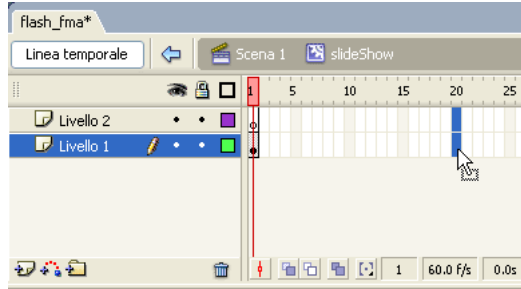 flash_fma*
Linea temporale Scena 1 slideShow
1 5 10 15 20 25
Livello 2
Livello 1
1 60.0 f/s 0.0s